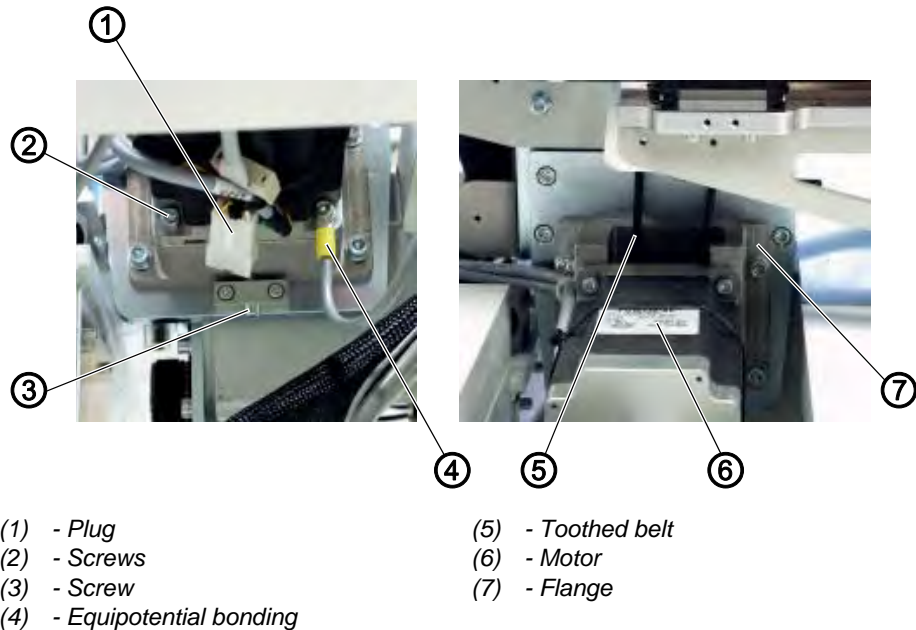 ①
②
③
④
⑤
⑥
⑦
(1) - Plug
(2) - Screws
(3) - Screw
(4) - Equipotential bonding
(5) - Toothed belt
(6) - Motor
(7) - Flange